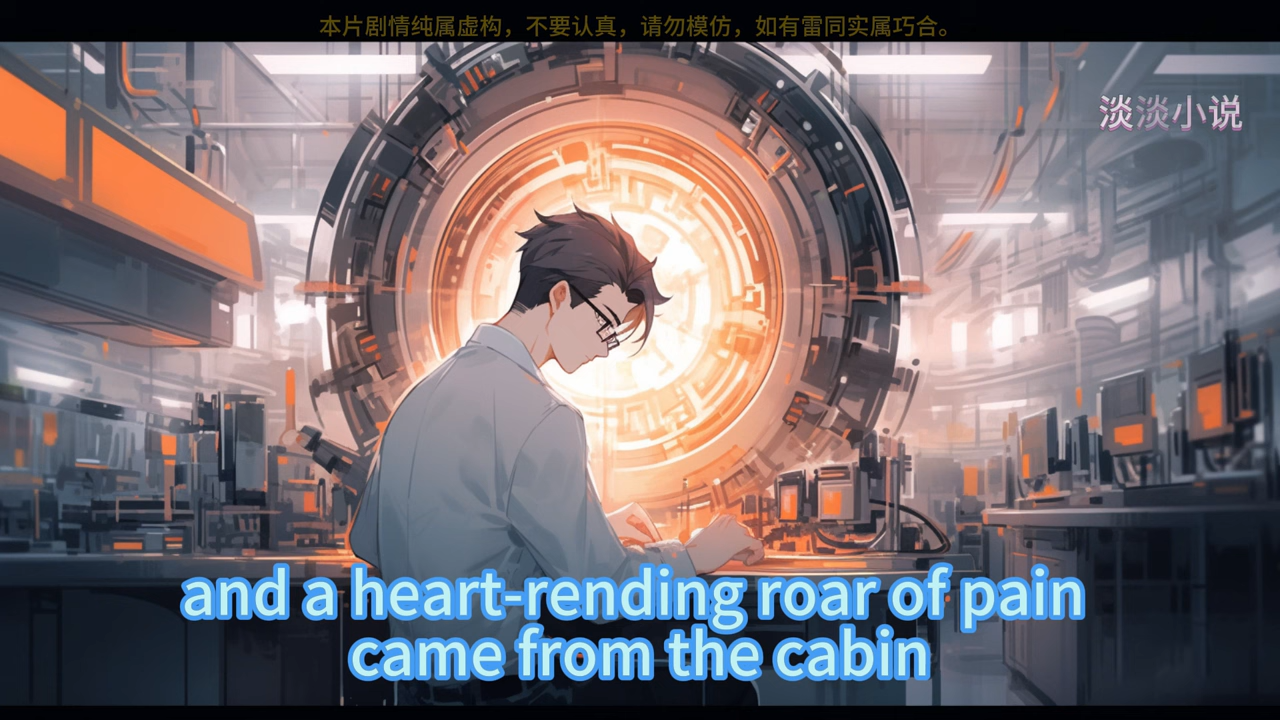 本片剧情纯属虚构，不要认真，请勿模仿，如有雷同实属巧合。
淡淡小说
and a heart-rending roar of pain
came from the cabin